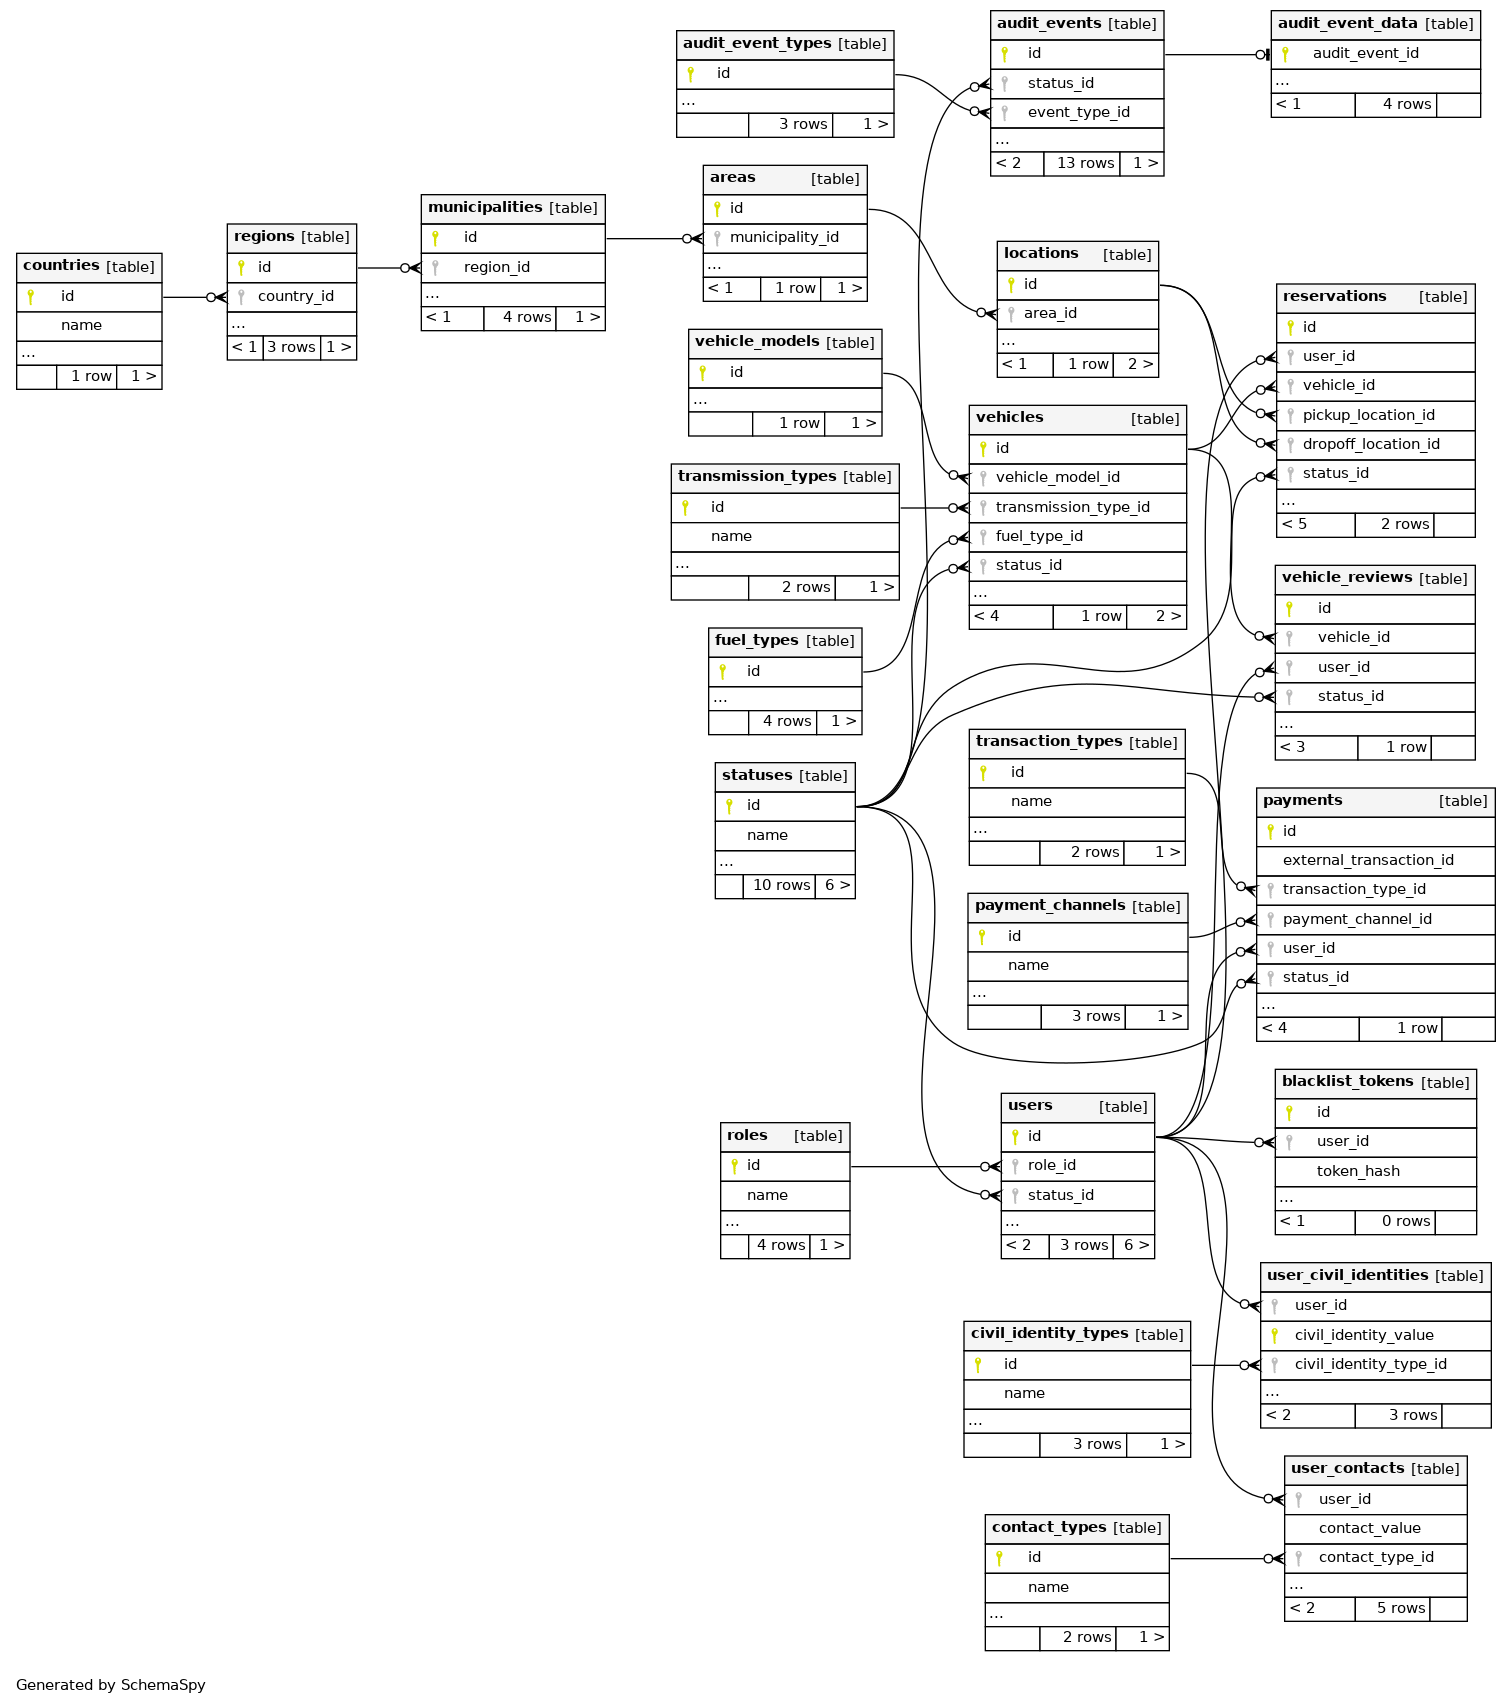 countries [table]
id
name
...
1 row 1 >
regions [table]
id
country_id
...
< 1 3 rows 1 >
municipalities [table]
id
region_id
...
< 1 4 rows 1 >
audit_event_types [table]
id
...
3 rows 1 >
areas [table]
id
municipality_id
...
< 1 1 row 1 >
vehicle_models [table]
id
...
1 row 1 >
transmission_types [table]
id
name
...
2 rows 1 >
fuel_types [table]
id
...
4 rows 1 >
statuses [table]
id
name
...
10 rows 6 >
roles [table]
id
name
...
4 rows 1 >
audit_events [table]
id
status_id
event_type_id
...
< 2 13 rows 1 >
locations [table]
id
area_id
...
< 1 1 row 2 >
vehicles [table]
id
vehicle_model_id
transmission_type_id
fuel_type_id
status_id
...
< 4 1 row 2 >
transaction_types [table]
id
name
...
2 rows 1 >
payment_channels [table]
id
name
...
3 rows 1 >
users [table]
id
role_id
status_id
...
< 2 3 rows 6 >
civil_identity_types [table]
id
name
...
3 rows 1 >
contact_types [table]
id
name
...
2 rows 1 >
audit_event_data [table]
audit_event_id
...
< 1 4 rows
reservations [table]
id
user_id
vehicle_id
pickup_location_id
dropoff_location_id
status_id
...
< 5 2 rows
vehicle_reviews [table]
id
vehicle_id
user_id
status_id
...
< 3 1 row
payments [table]
id
external_transaction_id
transaction_type_id
payment_channel_id
user_id
status_id
...
< 4 1 row
blacklist_tokens [table]
id
user_id
token_hash
...
< 1 0 rows
user_civil_identities [table]
user_id
civil_identity_value
civil_identity_type_id
...
< 2 3 rows
user_contacts [table]
user_id
contact_value
contact_type_id
...
< 2 5 rows
Generated by SchemaSpy